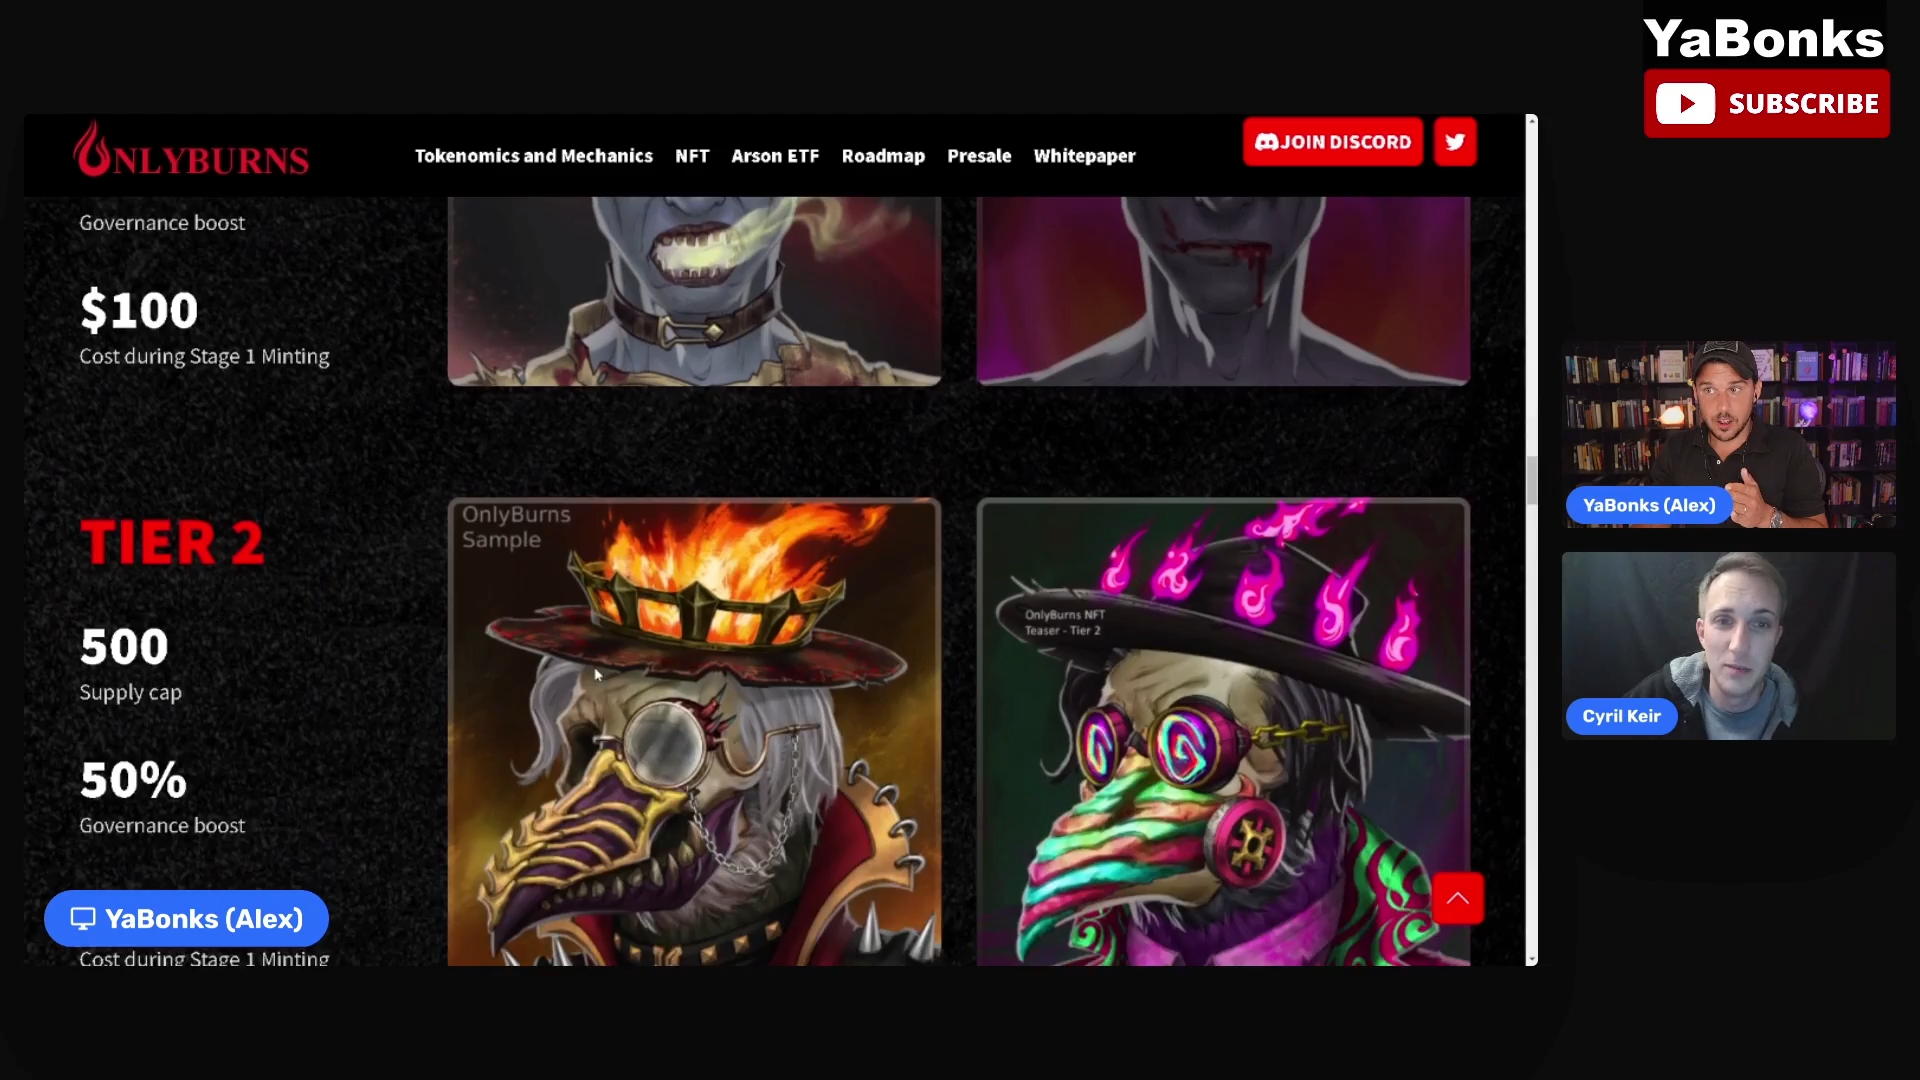 YaBonks
SUBSCRIBE
ONLYBURNS
Tokenomics and Mechanics
NFT
Arson ETF
Roadmap
Presale
Whitepaper
JOIN DISCORD
Governance boost
$100
Cost during Stage 1 Minting
TIER 2
500
Supply cap
50%
Governance boost
Cost during Stage 1 Minting
OnlyBurns
Sample
OnlyBurns NFT
Teaser - Tier 2
YaBonks (Alex)
YaBonks (Alex)
Cyril Keir